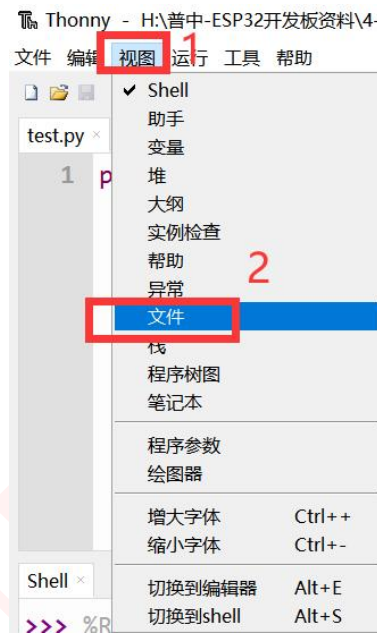 Thonny - H:\普中-ESP32开发板资料\4-
文件 编辑 视图 运行 工具 帮助
1
test.py ×
1 p
✓ Shell
助手
变量
堆
大纲
实例检查
帮助
2
异常
文件
栈
程序树图
笔记本
程序参数
绘图器
增大字体 Ctrl++
缩小字体 Ctrl+-
切换到编辑器 Alt+E
切换到shell Alt+S
Shell ×
>>> %R